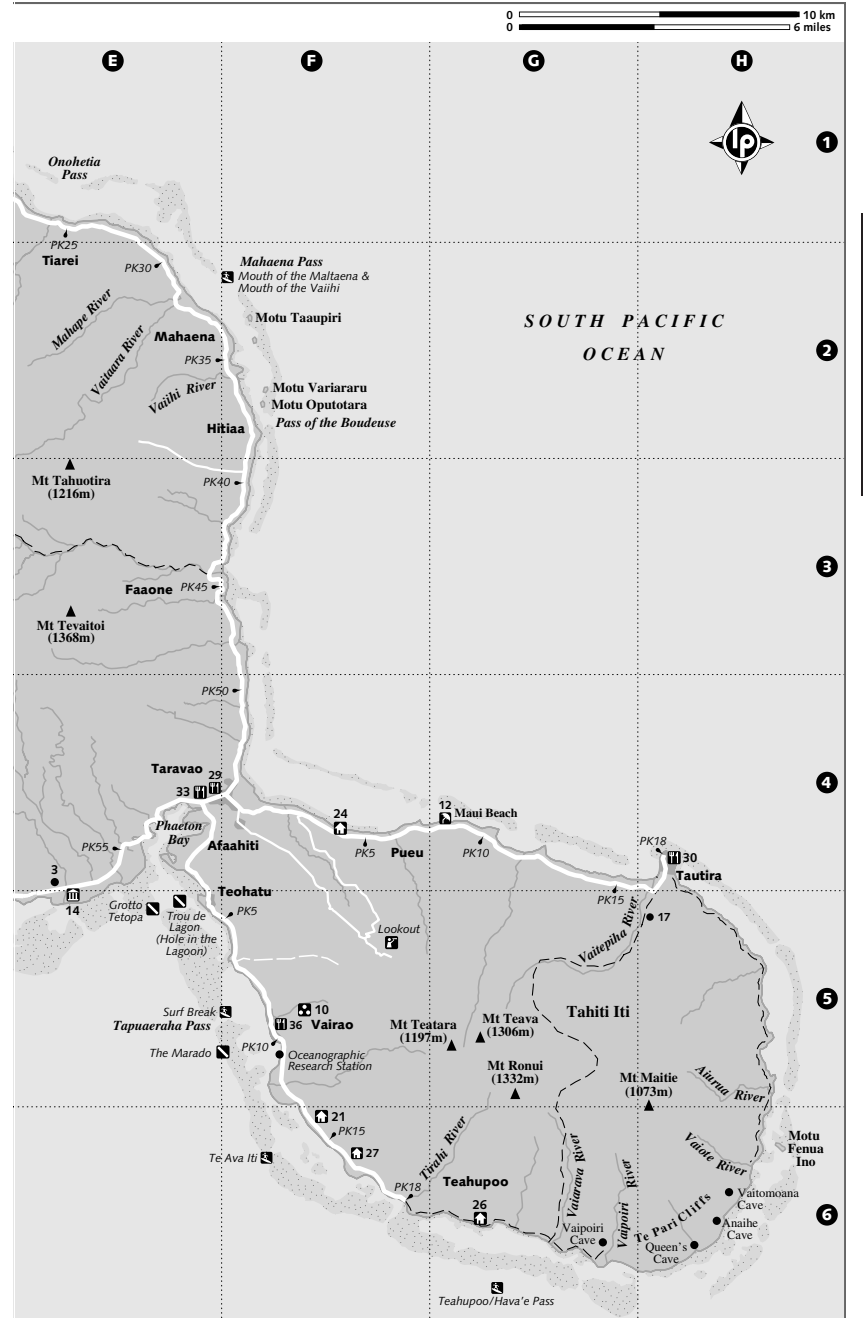 0 10 km
0 6 miles
E
F
G
H
lp
1
Onohetia
Pass
PK25
Tiarei
PK30
Mahaena Pass
Mouth of the Maltaena &
Mouth of the Vaiihi
Mahape River
Vaitaara River
Motu Taaupiri
SOUTH PACIFIC
OCEAN
2
Mahaena
PK35
Vaiihi River
Motu Variararu
Motu Oputotara
Pass of the Boudeuse
Hitiaa
Mt Tahuotira
(1216m)
PK40
3
Faaone
PK45
Mt Tevaitoi
(1368m)
PK50
4
Taravao
29
33
24
12
Maui Beach
Phaeton
Bay
Afaahiti
PK55
PK5
Pueu
PK10
PK18
30
Tautira
3
14
Teohatu
PK15
Grotto
Tetopa
Trou de
Lagon
(Hole in the
Lagoon)
PK5
Lookout
Vaitepiha River
17
5
Surf Break
Tapuaeraha Pass
10
36
Vairao
Mt Teatara
(1197m)
Mt Teava
(1306m)
Tahiti Iti
The Marado
PK10
Oceanographic
Research Station
Mt Ronui
(1332m)
Mt Maitie
(1073m)
Aiurua River
21
PK15
27
Te Ava Iti
Tirahi River
PK18
Teahupoo
26
Vaiarava River
Vaipoiri River
Vaiote River
Motu
Fenua
Ino
Te Pari Cliffs
Vaitomoana
Cave
Anaihe
Cave
Vaipoiri
Cave
Queen's
Cave
6
Teahupoo/Hava'e Pass